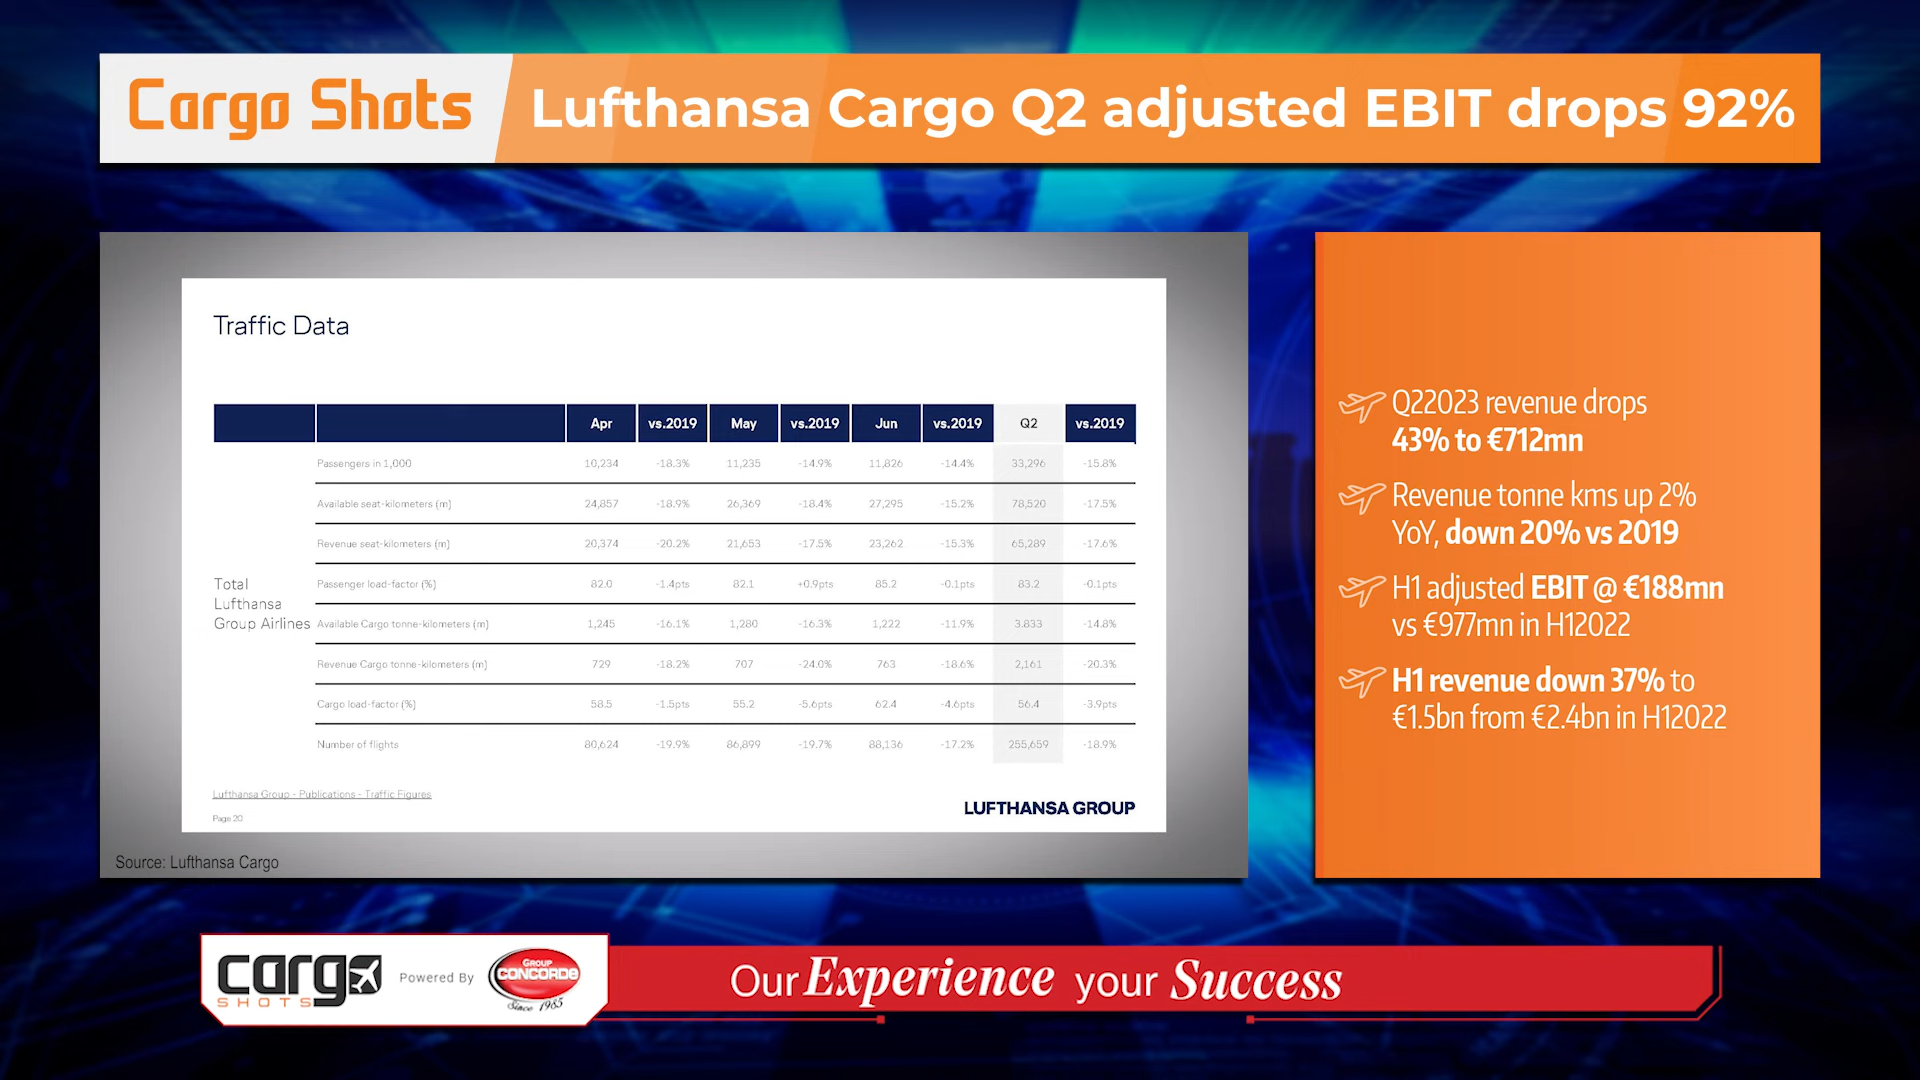 Cargo Shots
Lufthansa Cargo Q2 adjusted EBIT drops 92%
Traffic Data
Apr vs.2019 May vs.2019 Jun vs.2019 Q2 vs.2019
Total
Lufthansa
Group Airlines
Passengers in 1,000 10,234 -18.3% 11,235 -14.9% 11,826 -14.4% 33,296 -15.8%
Available seat-kilometers (m) 24,857 -18.9% 26,369 -18.4% 27,295 -15.2% 78,520 -17.5%
Revenue seat-kilometers (m) 20,374 -20.2% 21,653 -17.5% 23,262 -15.3% 65,289 -17.6%
Passenger load-factor (%) 82.0 -1.4pts 82.1 +0.9pts 85.2 -0.1pts 83.2 -0.1pts
Available Cargo tonne-kilometers (m) 1,245 -16.1% 1,280 -16.3% 1,222 -11.9% 3.833 -14.8%
Revenue Cargo tonne-kilometers (m) 729 -18.2% 707 -24.0% 763 -18.6% 2,161 -20.3%
Cargo load-factor (%) 58.5 -1.5pts 55.2 -5.6pts 62.4 -4.6pts 56.4 -3.9pts
Number of flights 80,624 -19.9% 86,899 -19.7% 88,136 -17.2% 255,659 -18.9%
Lufthansa Group - Publications - Traffic Figures
Page 20
LUFTHANSA GROUP
Source: Lufthansa Cargo
Q22023 revenue drops
43% to €712mn
Revenue tonne kms up 2%
YoY, down 20% vs 2019
H1 adjusted EBIT @ €188mn
vs €977mn in H12022
H1 revenue down 37% to
€1.5bn from €2.4bn in H12022
cargo
SHOTS
Powered By
GROUP
CONCORDE
Since 1985
Our Experience your Success